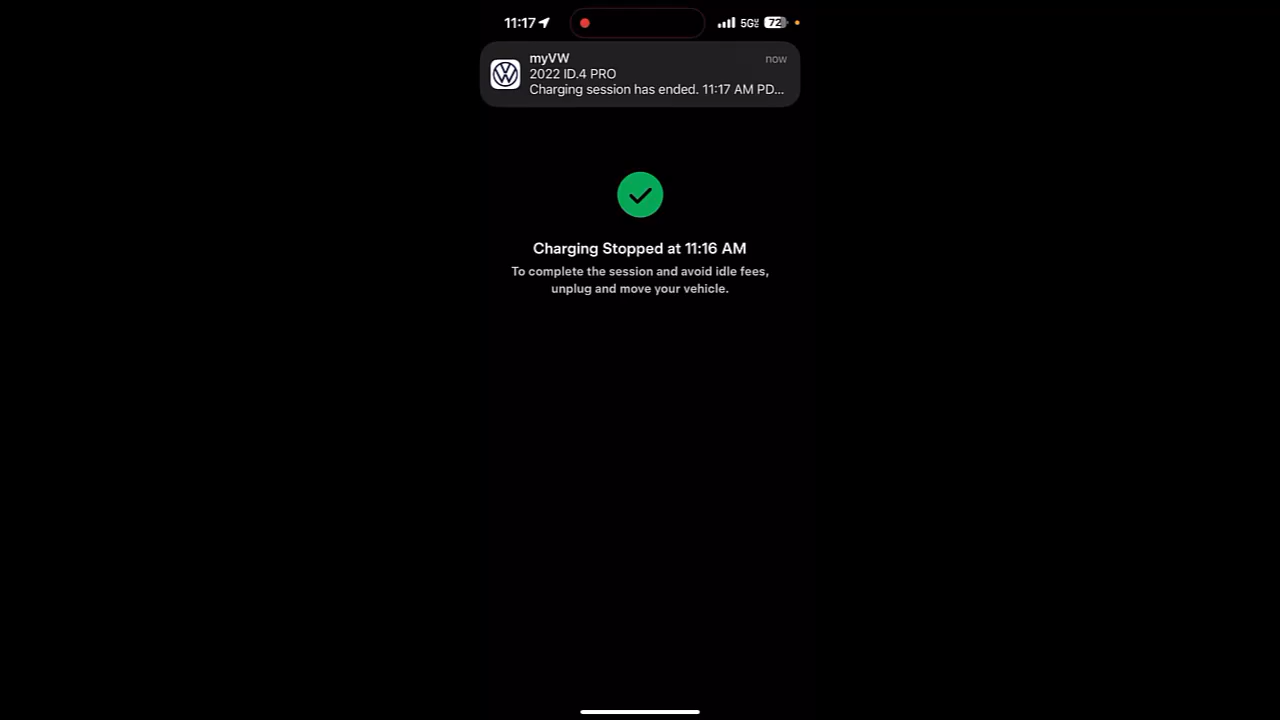 11:17 5G 72
myVW now
2022 ID.4 PRO
Charging session has ended. 11:17 AM PD...
Charging Stopped at 11:16 AM
To complete the session and avoid idle fees,
unplug and move your vehicle.